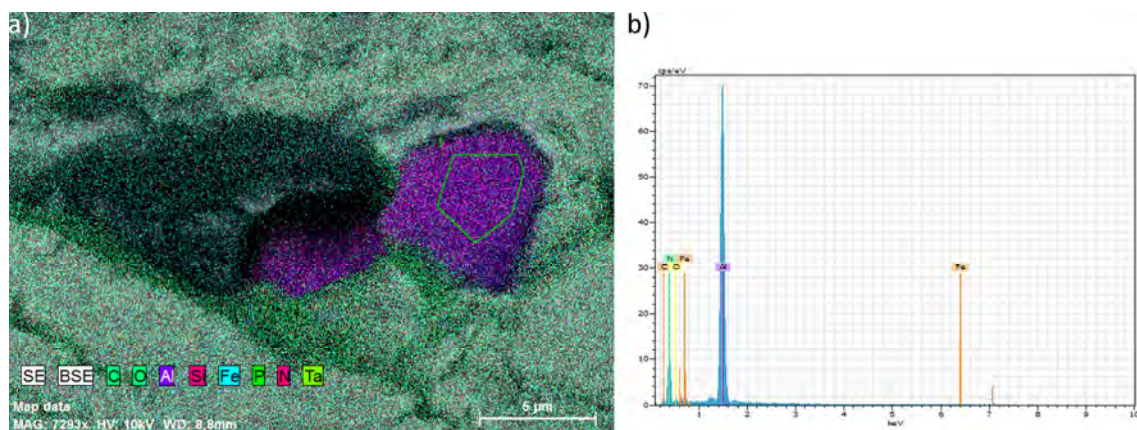 a)
SE BSE C O Al Si Fe P N Ta
Map data
MAG: 7293x HV: 10kV WD: 8,8mm
6 µm
b)
cps/eV
70
60
50
40
30
20
10
0
C N O Fe Al Fe
1 2 3 4 5 6 7 8 9 10
keV